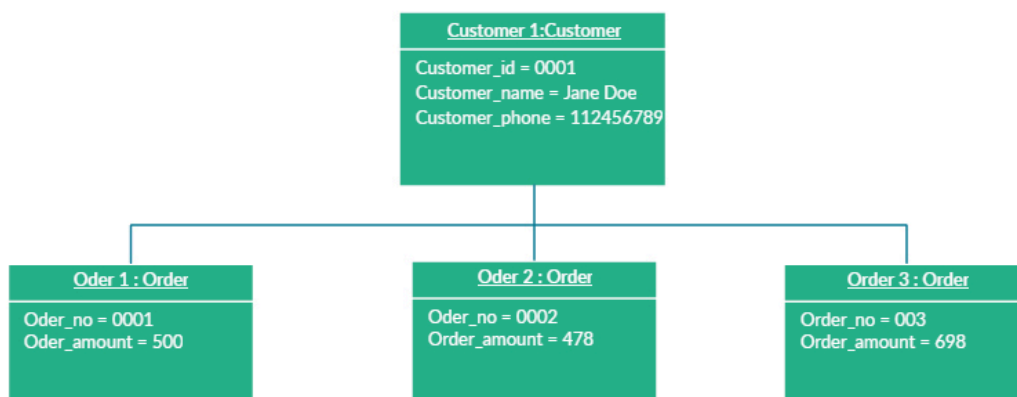 Customer 1:Customer
Customer_id = 0001
Customer_name = Jane Doe
Customer_phone = 112456789
Oder 1 : Order
Oder_no = 0001
Oder_amount = 500
Oder 2 : Order
Oder_no = 0002
Order_amount = 478
Order 3 : Order
Order_no = 003
Order_amount = 698